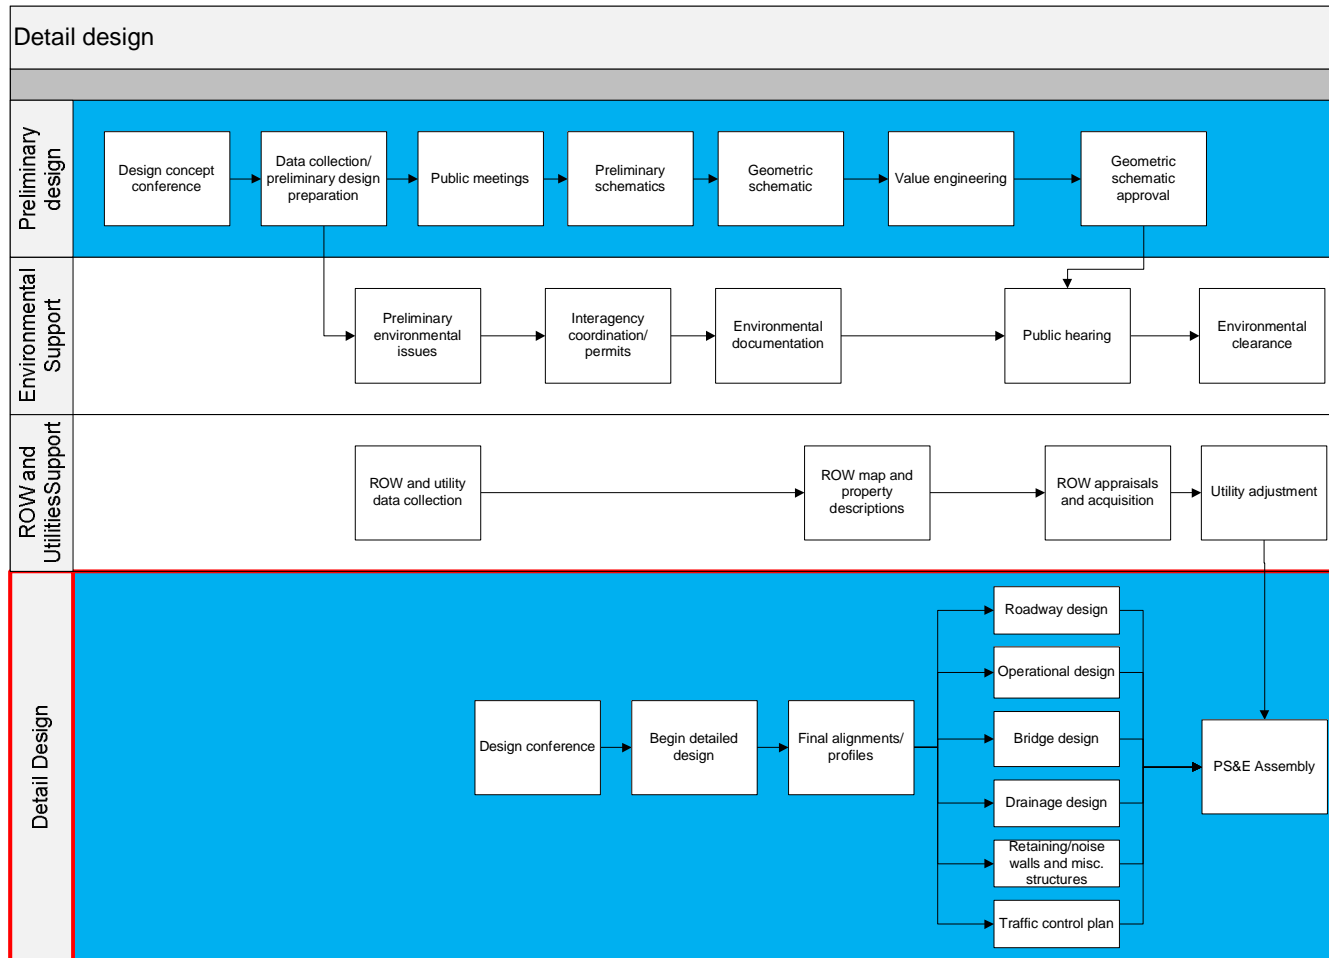 Detail design
Preliminary
design
Design concept
conference
Data collection/
preliminary design
preparation
Public meetings
Preliminary
schematics
Geometric
schematic
Value engineering
Geometric
schematic
approval
Environmental
Support
Preliminary
environmental
issues
Interagency
coordination/
permits
Environmental
documentation
Public hearing
Environmental
clearance
ROW and
UtilitiesSupport
ROW and utility
data collection
ROW map and
property
descriptions
ROW appraisals
and acquisition
Utility adjustment
Detail Design
Design conference
Begin detailed
design
Final alignments/
profiles
Roadway design
Operational design
Bridge design
Drainage design
Retaining/noise
walls and misc.
structures
Traffic control plan
PS&E Assembly